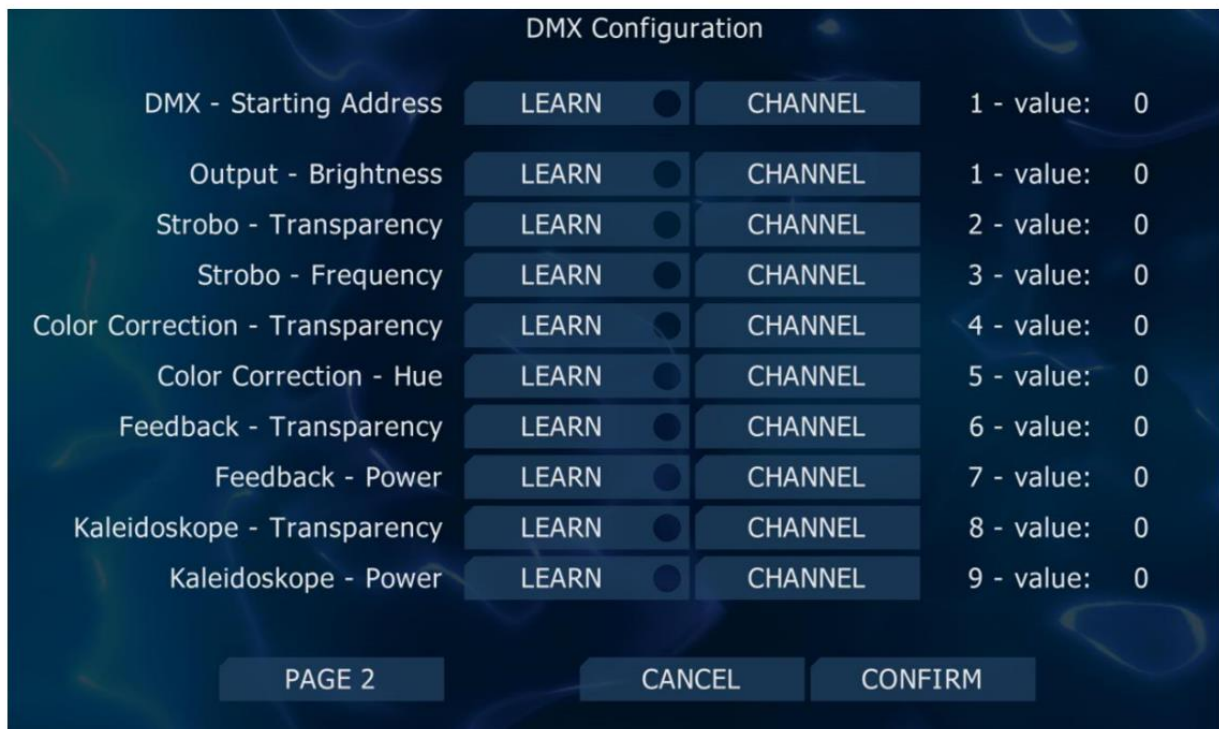 DMX Configuration
DMX - Starting Address LEARN CHANNEL 1 - value: 0
Output - Brightness LEARN CHANNEL 1 - value: 0
Strobo - Transparency LEARN CHANNEL 2 - value: 0
Strobo - Frequency LEARN CHANNEL 3 - value: 0
Color Correction - Transparency LEARN CHANNEL 4 - value: 0
Color Correction - Hue LEARN CHANNEL 5 - value: 0
Feedback - Transparency LEARN CHANNEL 6 - value: 0
Feedback - Power LEARN CHANNEL 7 - value: 0
Kaleidoskope - Transparency LEARN CHANNEL 8 - value: 0
Kaleidoskope - Power LEARN CHANNEL 9 - value: 0
PAGE 2 CANCEL CONFIRM